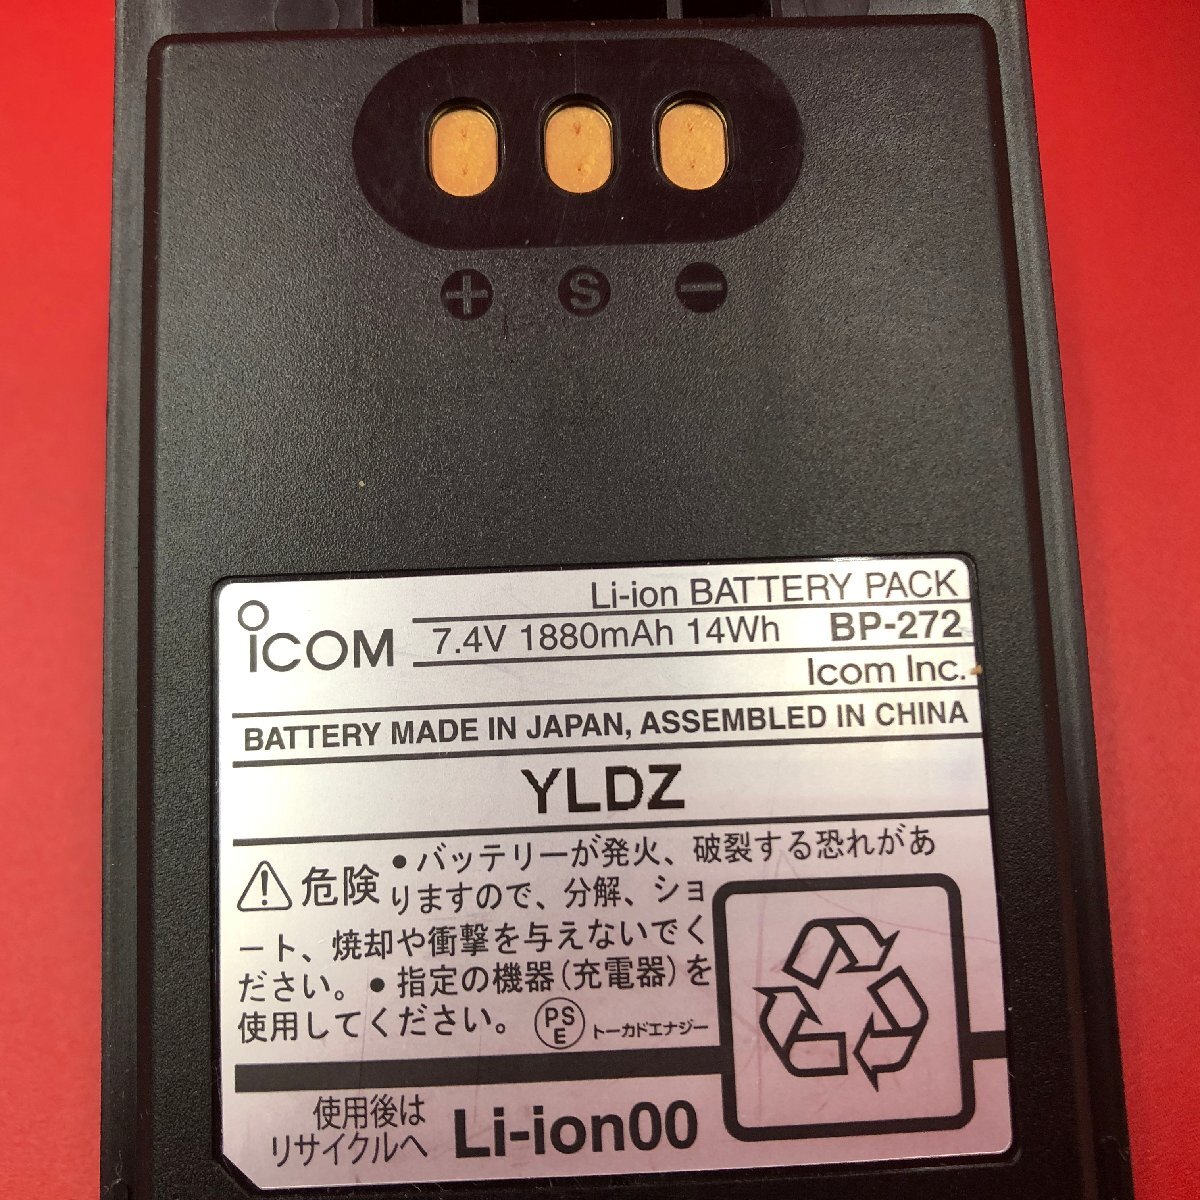 + S −
Li-ion BATTERY PACK
ICOM 7.4V 1880mAh 14Wh BP-272
Icom Inc.
BATTERY MADE IN JAPAN, ASSEMBLED IN CHINA
YLDZ
危険 ●バッテリーが発火、破裂する恐れがあ
りますので、分解、ショ
ート、焼却や衝撃を与えないでく
ださい。●指定の機器(充電器)を
使用してください。 PSE トーカドエナジー
使用後は
リサイクルへ Li-ion00